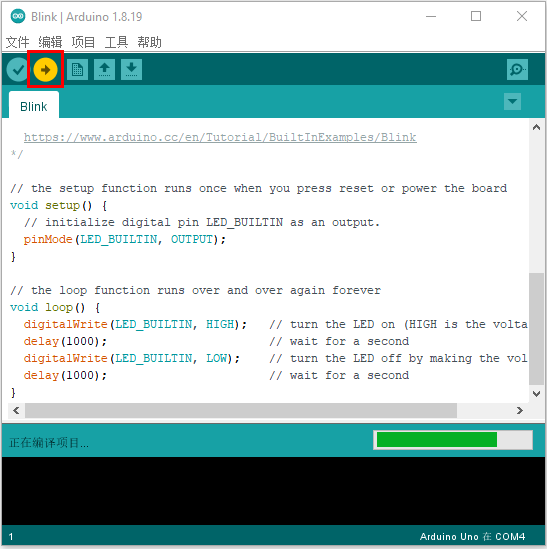 Blink | Arduino 1.8.19
文件 编辑 项目 工具 帮助
Blink
https://www.arduino.cc/en/Tutorial/BuiltInExamples/Blink
*/
// the setup function runs once when you press reset or power the board
void setup() {
  // initialize digital pin LED_BUILTIN as an output.
  pinMode(LED_BUILTIN, OUTPUT);
}
// the loop function runs over and over again forever
void loop() {
  digitalWrite(LED_BUILTIN, HIGH);   // turn the LED on (HIGH is the volta
  delay(1000);                       // wait for a second
  digitalWrite(LED_BUILTIN, LOW);    // turn the LED off by making the vol
  delay(1000);                       // wait for a second
}
正在编译项目...
1 Arduino Uno 在 COM4